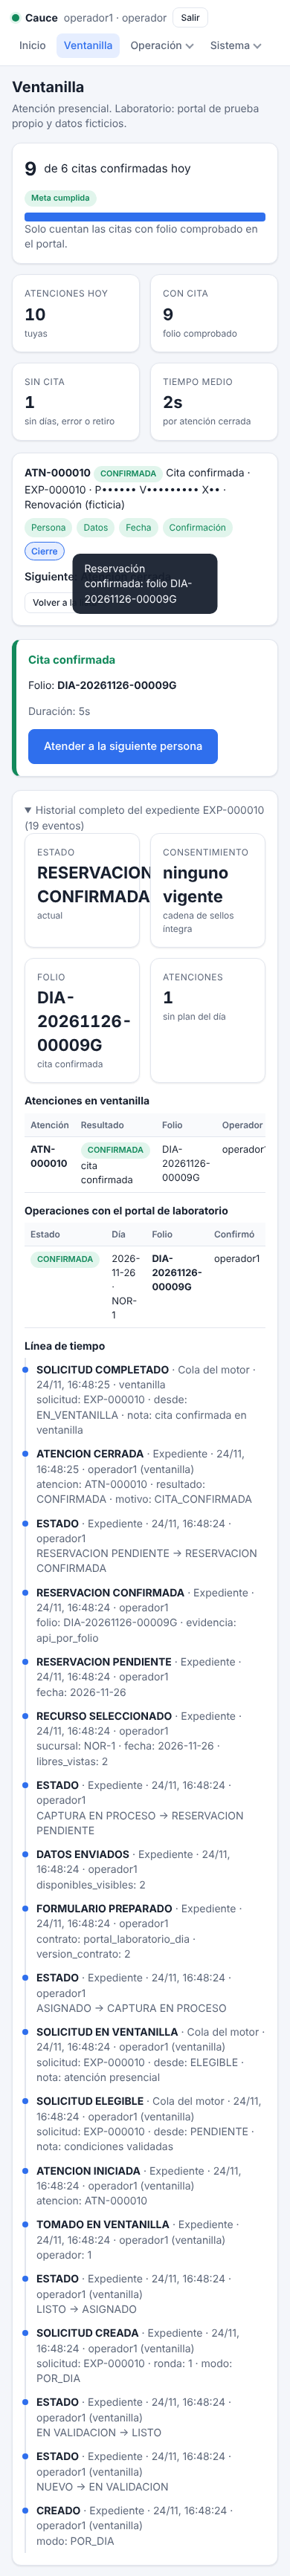 Cauce operador1 · operador Salir
Inicio Ventanilla Operación Sistema
Ventanilla
Atención presencial. Laboratorio: portal de prueba
propio y datos ficticios.
9 de 6 citas confirmadas hoy
Meta cumplida
Solo cuentan las citas con folio comprobado en
el portal.
ATENCIONES HOY
10
tuyas
CON CITA
9
folio comprobado
SIN CITA
1
sin días, error o retiro
TIEMPO MEDIO
2s
por atención cerrada
ATN-000010 CONFIRMADA Cita confirmada ·
EXP-000010 · P•••••• V••••••••• X•• ·
Renovación (ficticia)
Persona Datos Fecha Confirmación
Cierre
Siguiente:
Volver a l
Reservación
confirmada: folio DIA-
20261126-00009G
Cita confirmada
Folio: DIA-20261126-00009G
Duración: 5s
Atender a la siguiente persona
▼ Historial completo del expediente EXP-000010
(19 eventos)
ESTADO
RESERVACION
CONFIRMADA
actual
CONSENTIMIENTO
ninguno
vigente
cadena de sellos
íntegra
FOLIO
DIA-
20261126-
00009G
cita confirmada
ATENCIONES
1
sin plan del día
Atenciones en ventanilla
Atención Resultado Folio Operador
ATN-
000010
CONFIRMADA
cita
confirmada
DIA-
20261126-
00009G
operador1
Operaciones con el portal de laboratorio
Estado Día Folio Confirmó
CONFIRMADA
2026-
11-26
·
NOR-
1
DIA-
20261126-
00009G
operador1
Línea de tiempo
SOLICITUD COMPLETADO · Cola del motor ·
24/11, 16:48:25 · ventanilla
solicitud: EXP-000010 · desde:
EN_VENTANILLA · nota: cita confirmada en
ventanilla
ATENCION CERRADA · Expediente · 24/11,
16:48:25 · operador1 (ventanilla)
atencion: ATN-000010 · resultado:
CONFIRMADA · motivo: CITA_CONFIRMADA
ESTADO · Expediente · 24/11, 16:48:24 ·
operador1
RESERVACION PENDIENTE → RESERVACION
CONFIRMADA
RESERVACION CONFIRMADA · Expediente ·
24/11, 16:48:24 · operador1
folio: DIA-20261126-00009G · evidencia:
api_por_folio
RESERVACION PENDIENTE · Expediente ·
24/11, 16:48:24 · operador1
fecha: 2026-11-26
RECURSO SELECCIONADO · Expediente ·
24/11, 16:48:24 · operador1
sucursal: NOR-1 · fecha: 2026-11-26 ·
libres_vistas: 2
ESTADO · Expediente · 24/11, 16:48:24 ·
operador1
CAPTURA EN PROCESO → RESERVACION
PENDIENTE
DATOS ENVIADOS · Expediente · 24/11,
16:48:24 · operador1
disponibles_visibles: 2
FORMULARIO PREPARADO · Expediente ·
24/11, 16:48:24 · operador1
contrato: portal_laboratorio_dia ·
version_contrato: 2
ESTADO · Expediente · 24/11, 16:48:24 ·
operador1
ASIGNADO → CAPTURA EN PROCESO
SOLICITUD EN VENTANILLA · Cola del motor ·
24/11, 16:48:24 · operador1 (ventanilla)
solicitud: EXP-000010 · desde: ELEGIBLE ·
nota: atención presencial
SOLICITUD ELEGIBLE · Cola del motor · 24/11,
16:48:24 · operador1 (ventanilla)
solicitud: EXP-000010 · desde: PENDIENTE ·
nota: condiciones validadas
ATENCION INICIADA · Expediente · 24/11,
16:48:24 · operador1 (ventanilla)
atencion: ATN-000010
TOMADO EN VENTANILLA · Expediente ·
24/11, 16:48:24 · operador1 (ventanilla)
operador: 1
ESTADO · Expediente · 24/11, 16:48:24 ·
operador1 (ventanilla)
LISTO → ASIGNADO
SOLICITUD CREADA · Expediente · 24/11,
16:48:24 · operador1 (ventanilla)
solicitud: EXP-000010 · ronda: 1 · modo:
POR_DIA
ESTADO · Expediente · 24/11, 16:48:24 ·
operador1 (ventanilla)
EN VALIDACION → LISTO
ESTADO · Expediente · 24/11, 16:48:24 ·
operador1 (ventanilla)
NUEVO → EN VALIDACION
CREADO · Expediente · 24/11, 16:48:24 ·
operador1 (ventanilla)
modo: POR_DIA